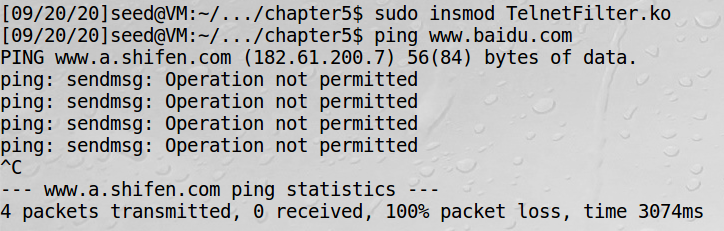 [09/20/20]seed@VM:~/.../chapter5$ sudo insmod TelnetFilter.ko
[09/20/20]seed@VM:~/.../chapter5$ ping www.baidu.com
PING www.a.shifen.com (182.61.200.7) 56(84) bytes of data.
ping: sendmsg: Operation not permitted
ping: sendmsg: Operation not permitted
ping: sendmsg: Operation not permitted
ping: sendmsg: Operation not permitted
^C
--- www.a.shifen.com ping statistics ---
4 packets transmitted, 0 received, 100% packet loss, time 3074ms